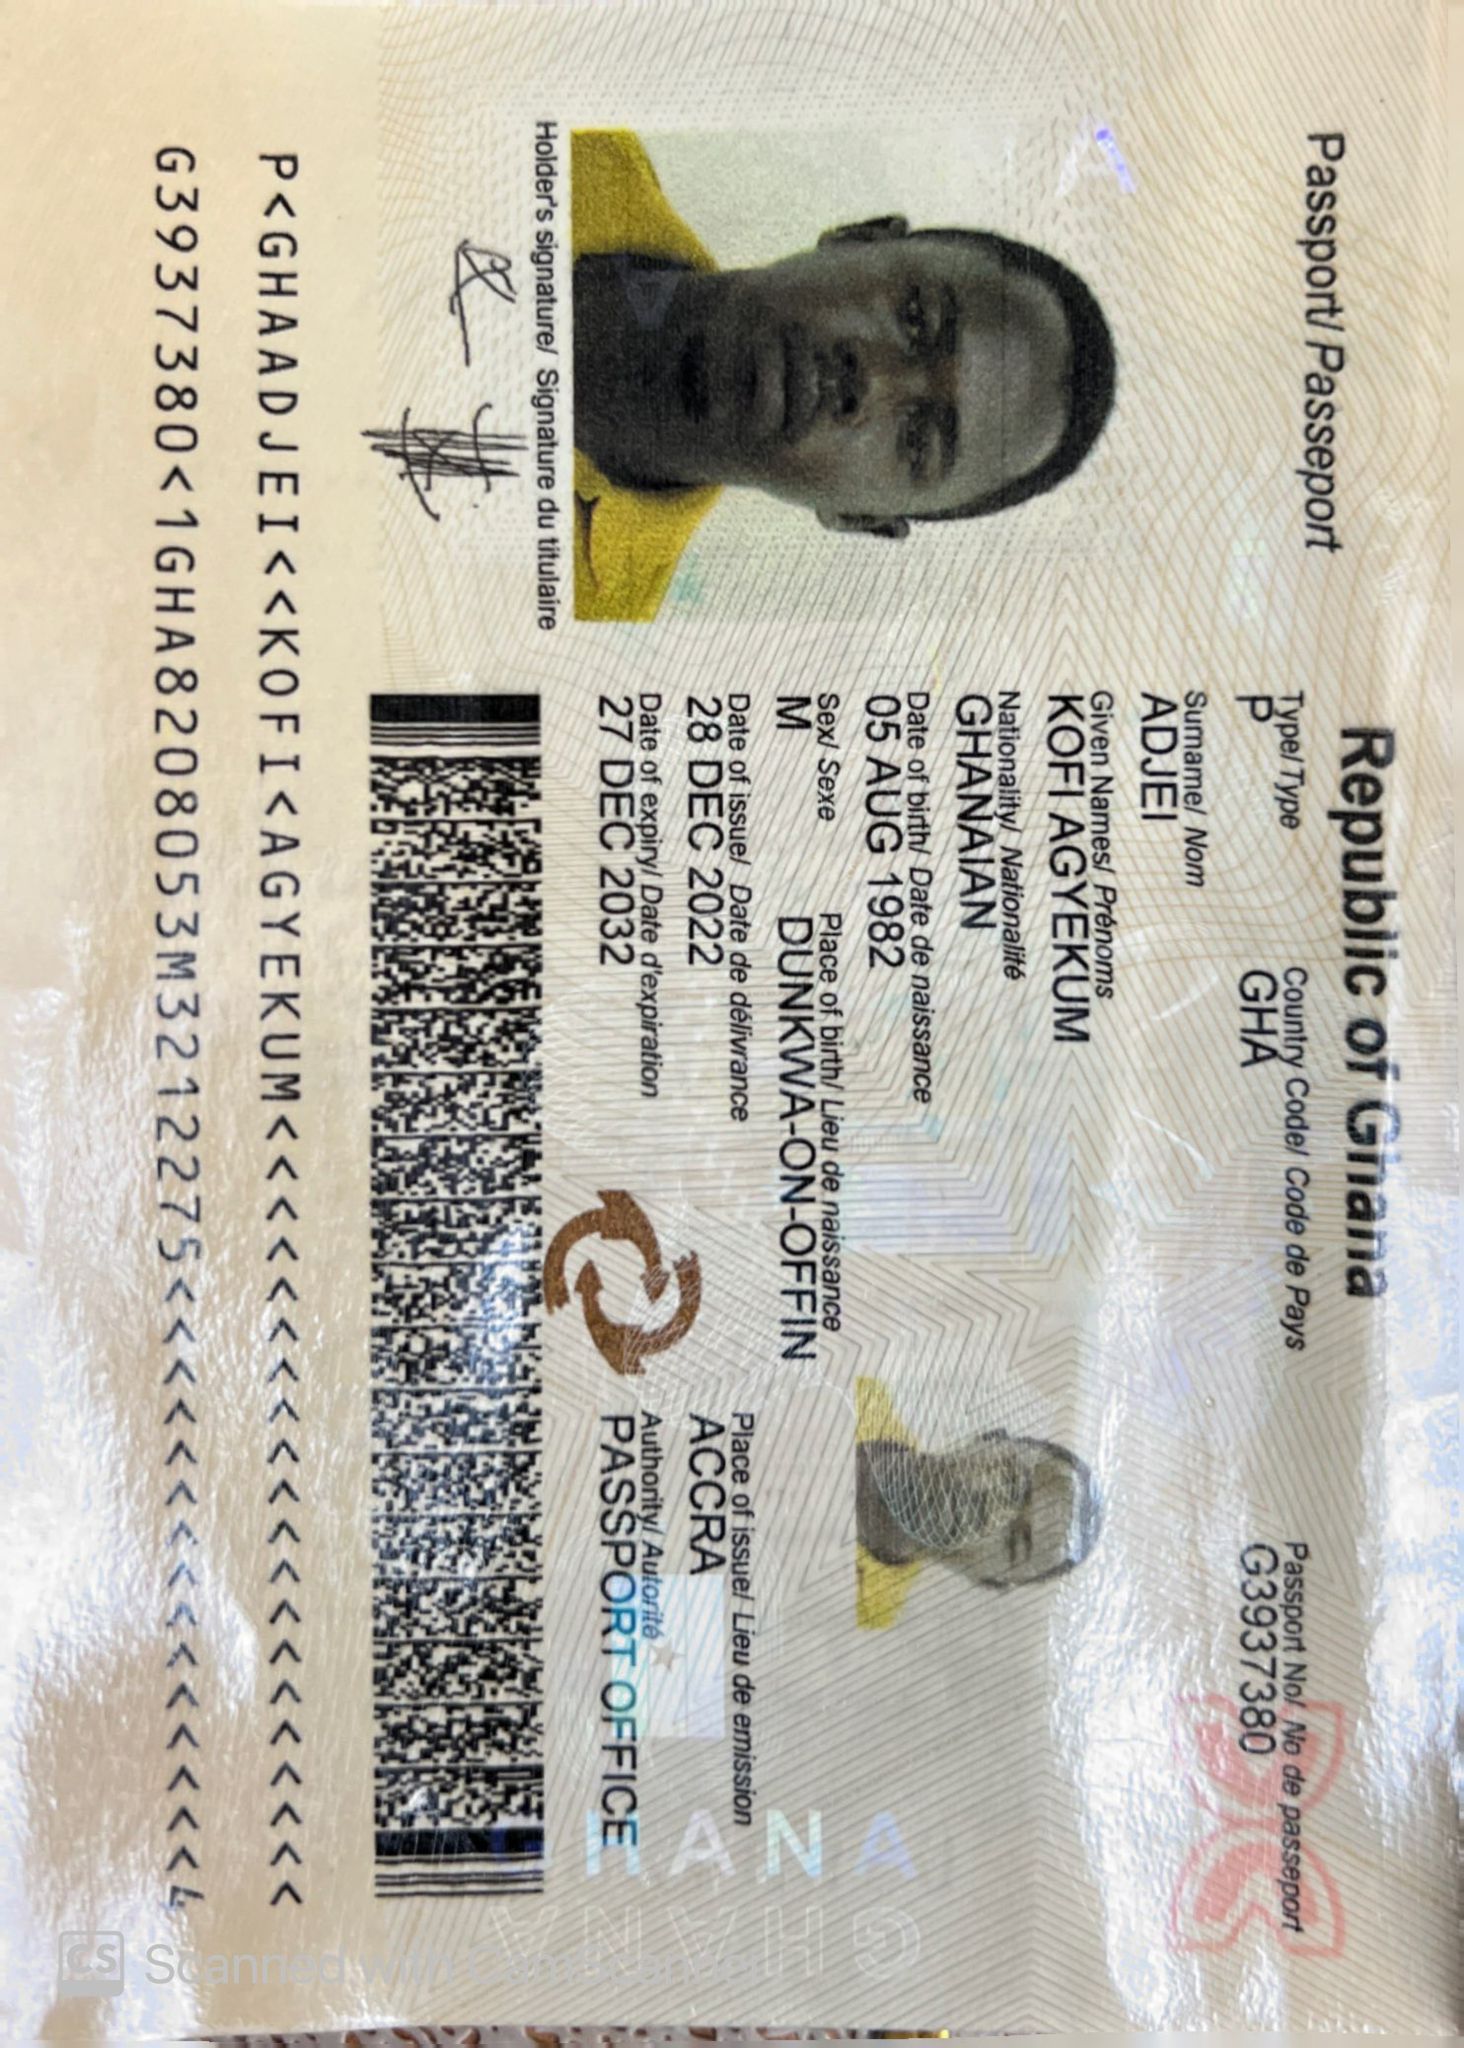 Republic of Ghana
Passport/ Passeport
Type/ Type
Country Code/ Code de Pays
Passport No/ No de passeport
P
GHA
G3937380
Surname/ Nom
ADJEI
Given Names/ Prénoms
KOFI AGYEKUM
Nationality/ Nationalité
GHANAIAN
Date of birth/ Date de naissance
05 AUG 1982
Sex/ Sexe
Place of birth/ Lieu de naissance
M
DUNKWA-ON-OFFIN
Date of issue/ Date de délivrance
Place of issue/ Lieu de emission
28 DEC 2022
ACCRA
Date of expiry/ Date d'expiration
Authority/ Autorité
27 DEC 2032
PASSPORT OFFICE
Holder's signature/ Signature du titulaire
P<GHAADJEI<<KOFI<AGYEKUM<<<<<<<<<<<<<<<<<<<<
G3937380<1GHA8208053M3212275<<<<<<<<<<<<<<<4
GHANA
CS Scanned with CamScanner